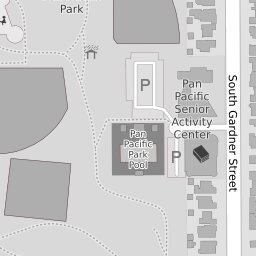 Park
P
Pan
Pacific
Senior
Activity
Center
Pan
Pacific
Park
Pool
P
South Gardner Street